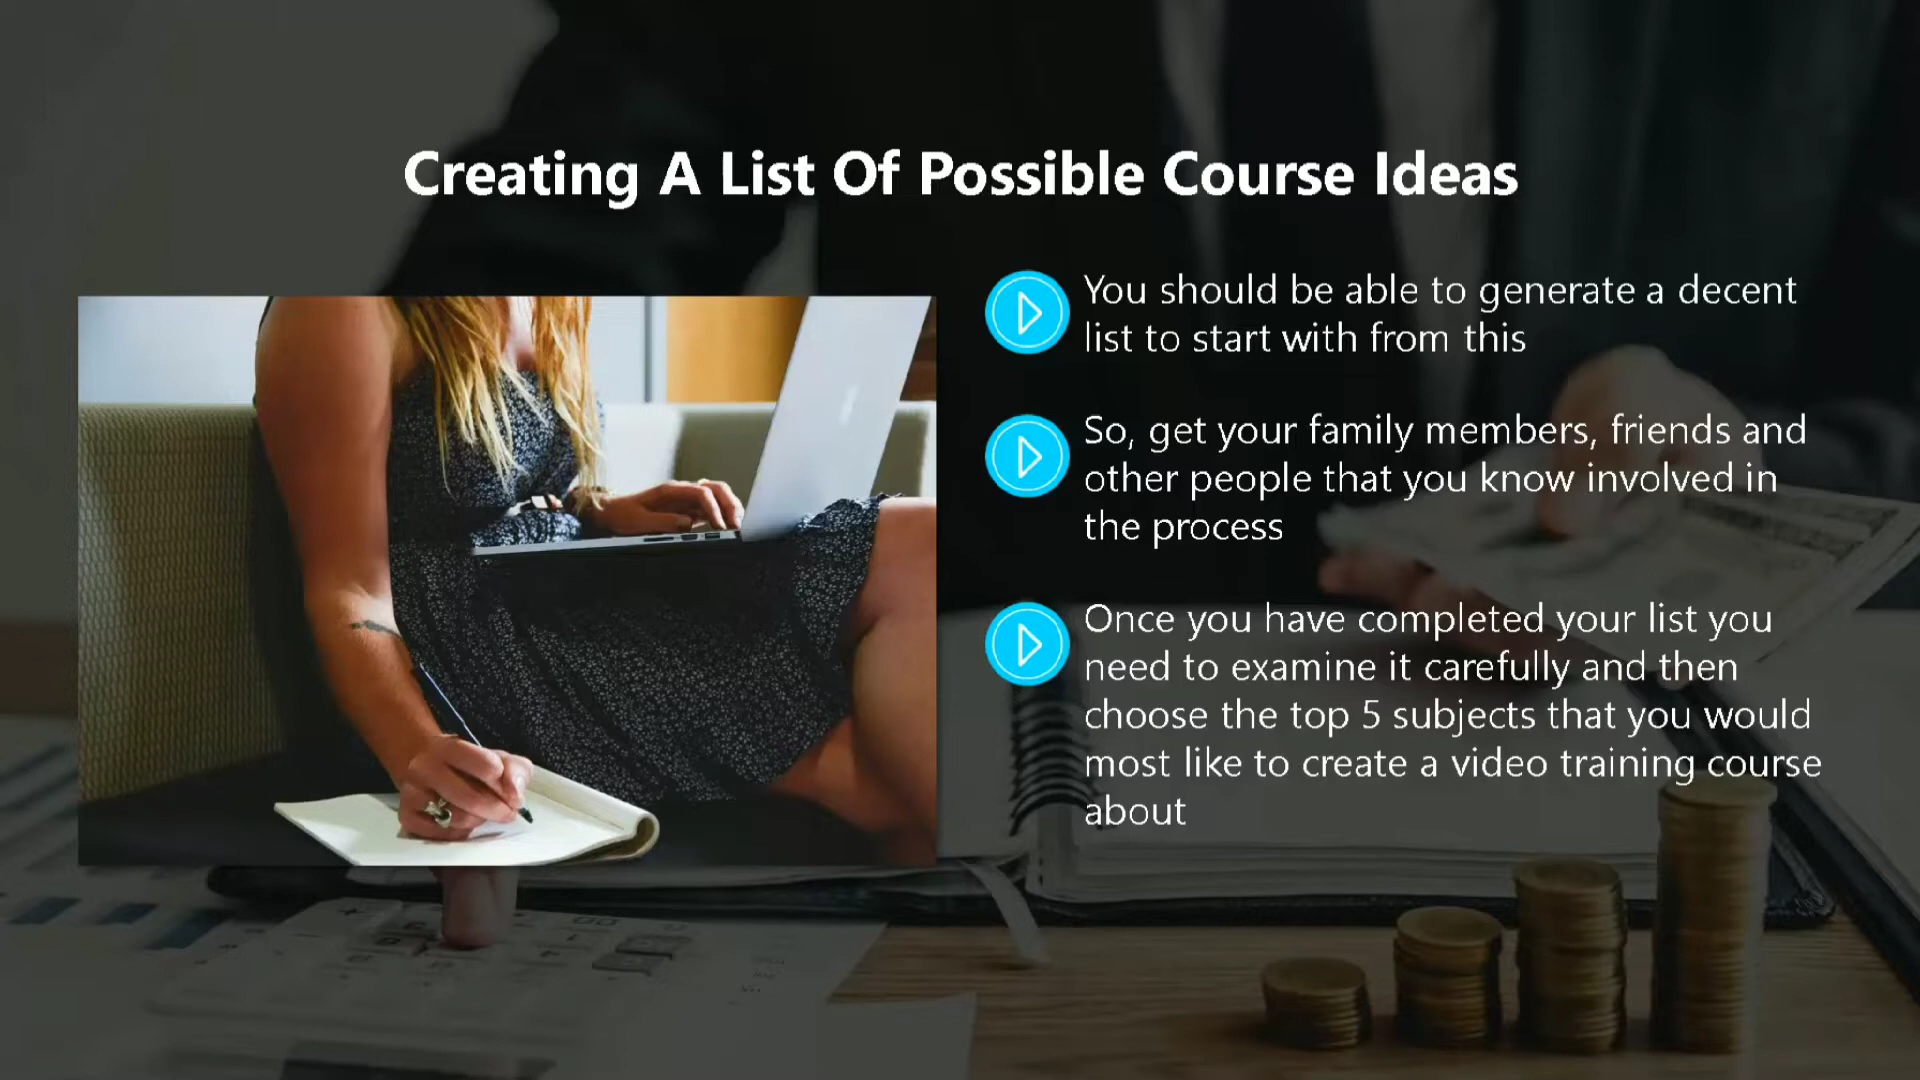 Creating A List Of Possible Course Ideas
You should be able to generate a decent
list to start with from this
So, get your family members, friends and
other people that you know involved in
the process
Once you have completed your list you
need to examine it carefully and then
choose the top 5 subjects that you would
most like to create a video training course
about